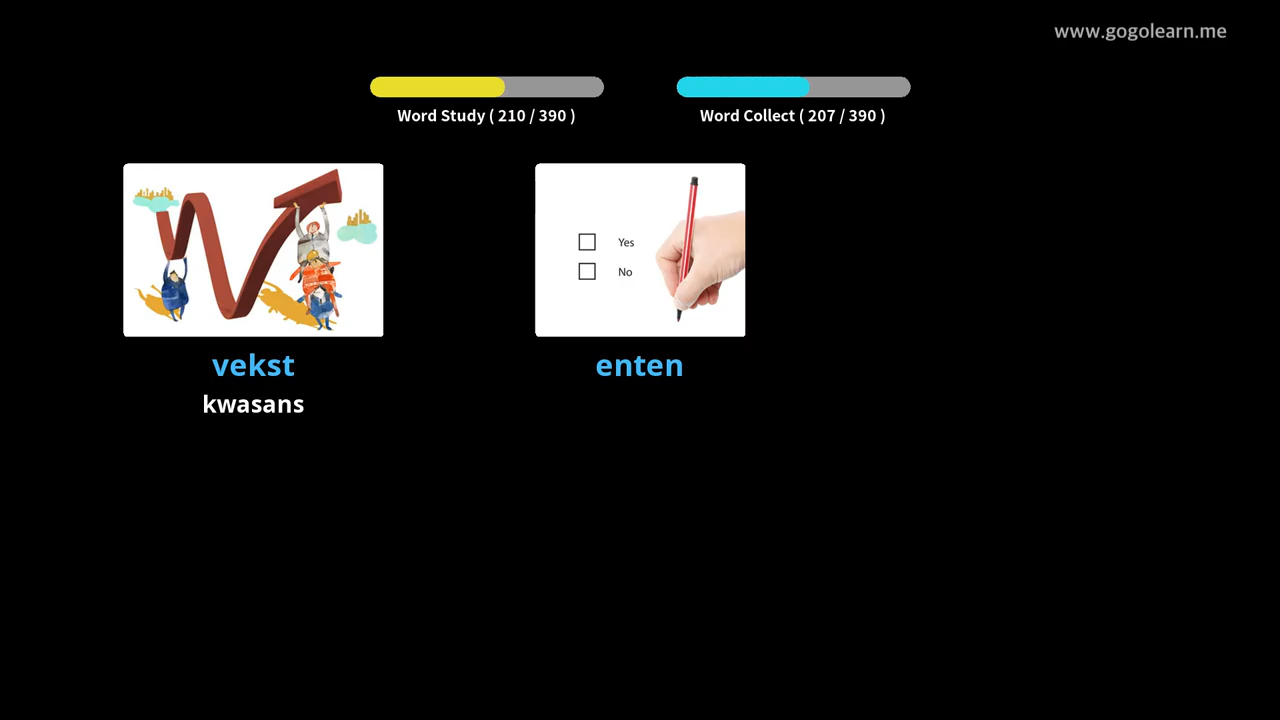 www.gogolearn.me
Word Study ( 210 / 390 )
Word Collect ( 207 / 390 )
Yes
No
vekst
enten
kwasans